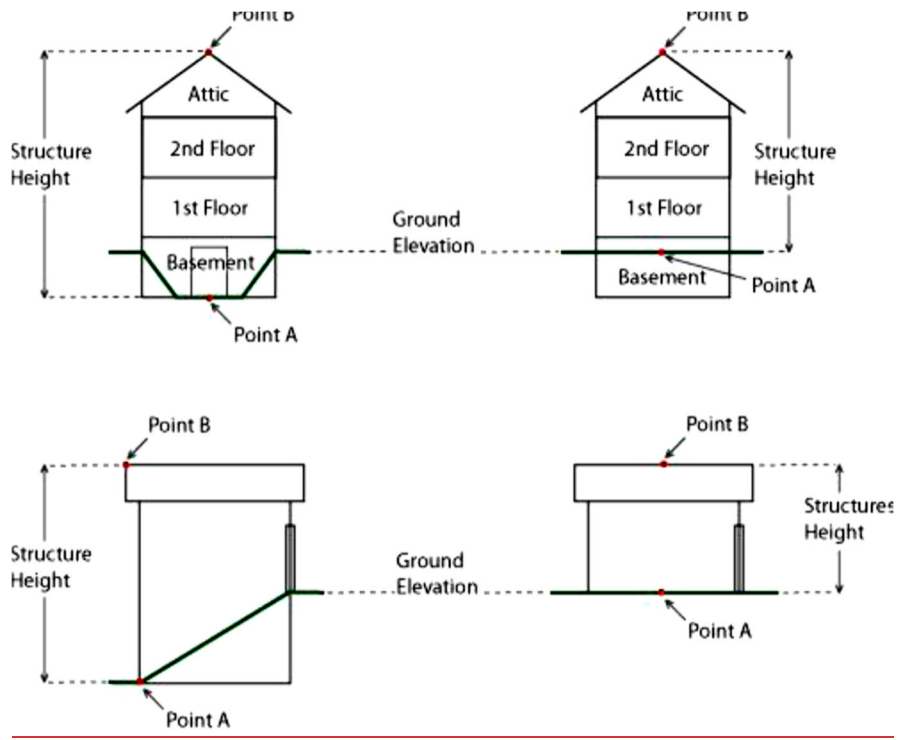 Point B
Point B
Attic
Attic
Structure
Height
2nd Floor
2nd Floor
Structure
Height
1st Floor
1st Floor
Ground
Elevation
Basement
Basement
Point A
Point A
Point B
Point B
Structure
Height
Structures
Height
Ground
Elevation
Point A
Point A